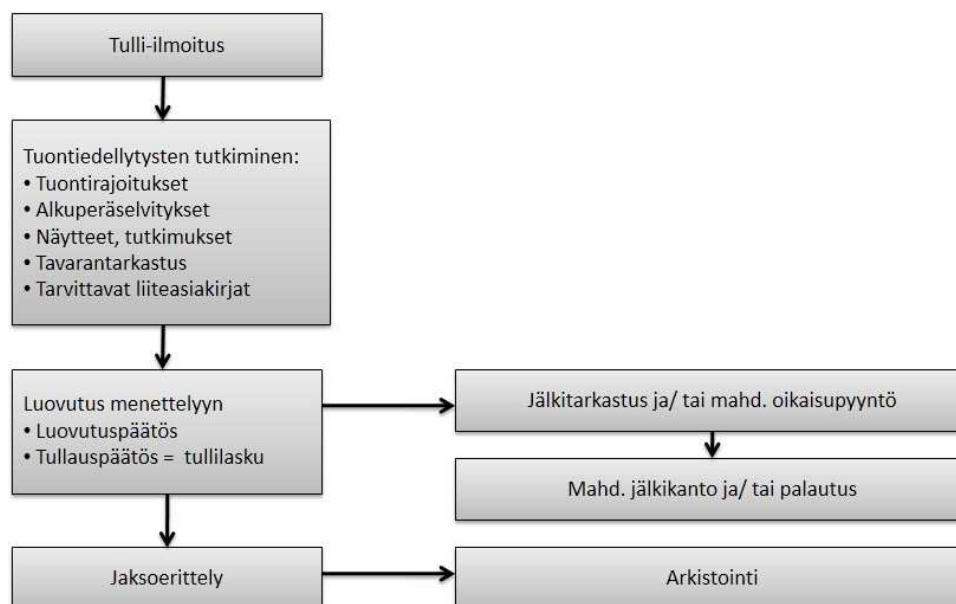 Tulli-ilmoitus
Tuontiedellytysten tutkiminen:
• Tuontirajoitukset
• Alkuperäselvitykset
• Näytteet, tutkimukset
• Tavarantarkastus
• Tarvittavat liiteasiakirjat
Luovutus menettelyyn
• Luovutuspäätös
• Tullauspäätös = tullilasku
Jälkitarkastus ja/ tai mahd. oikaisupyyntö
Mahd. jälkikanto ja/ tai palautus
Jaksoerittely
Arkistointi